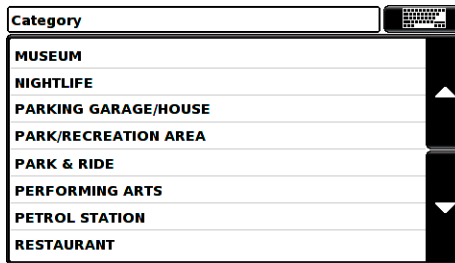 Category
MUSEUM
NIGHTLIFE
PARKING GARAGE/HOUSE
PARK/RECREATION AREA
PARK & RIDE
PERFORMING ARTS
PETROL STATION
RESTAURANT